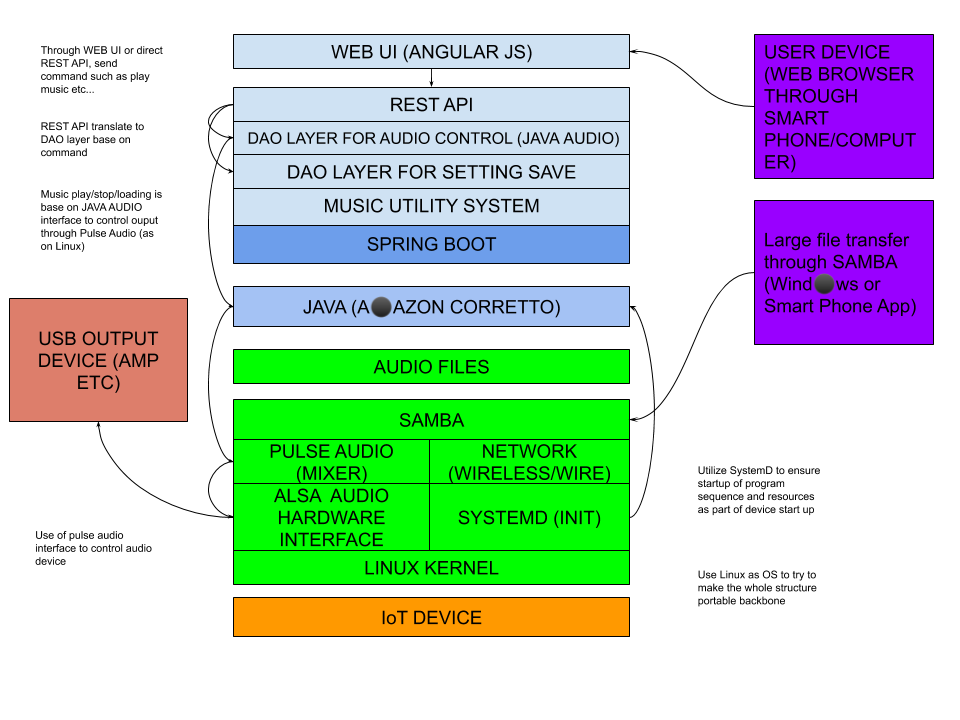 Through WEB UI or direct
REST API, send
command such as play
music etc...
REST API translate to
DAO layer base on
command
Music play/stop/loading is
base on JAVA AUDIO
interface to control ouput
through Pulse Audio (as
on Linux)
WEB UI (ANGULAR JS)
REST API
DAO LAYER FOR AUDIO CONTROL (JAVA AUDIO)
DAO LAYER FOR SETTING SAVE
MUSIC UTILITY SYSTEM
SPRING BOOT
USER DEVICE
(WEB BROWSER
THROUGH
SMART
PHONE/COMPUT
ER)
Large file transfer
through SAMBA
or
Smart Phone App)
JAVA CORRETTO)
USB OUTPUT
DEVICE (AMP
ETC)
AUDIO FILES
SAMBA
PULSE AUDIO
(MIXER)
NETWORK
(WIRELESS/WIRE)
ALSA AUDIO
HARDWARE
INTERFACE
SYSTEMD (INIT)
LINUX KERNEL
IoT DEVICE
Use of pulse audio
interface to control audio
device
Utilize SystemD to ensure
startup of program
sequence and resources
as part of device start up
Use Linux as OS to try to
make the whole structure
portable backbone